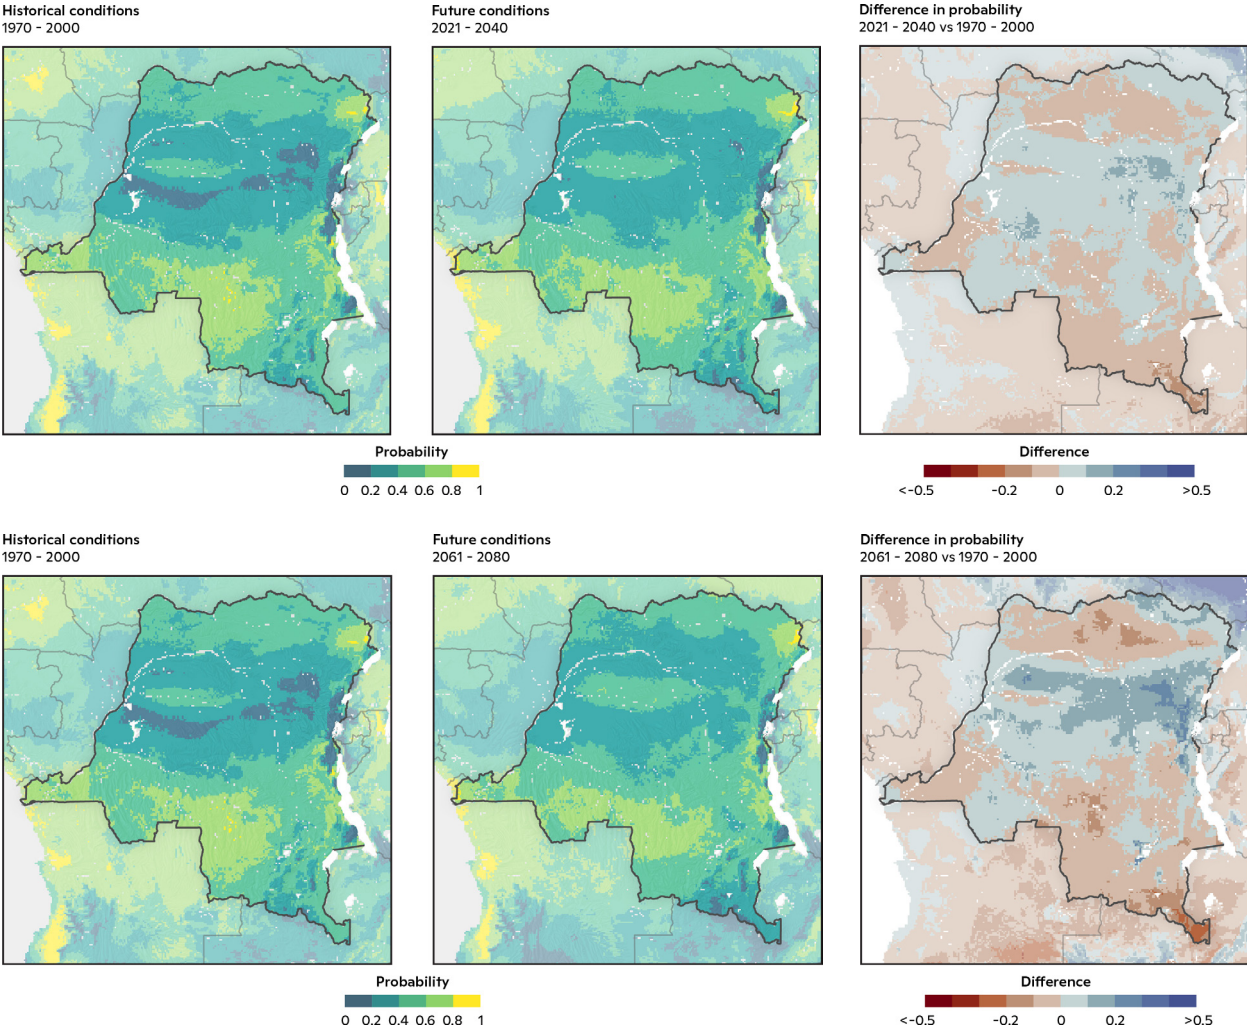 Historical conditions
1970 - 2000
Future conditions
2021 - 2040
Difference in probability
2021 - 2040 vs 1970 - 2000
Probability
0 0.2 0.4 0.6 0.8 1
Difference
<-0.5 -0.2 0 0.2 >0.5
Historical conditions
1970 - 2000
Future conditions
2061 - 2080
Difference in probability
2061 - 2080 vs 1970 - 2000
Probability
0 0.2 0.4 0.6 0.8 1
Difference
<-0.5 -0.2 0 0.2 >0.5